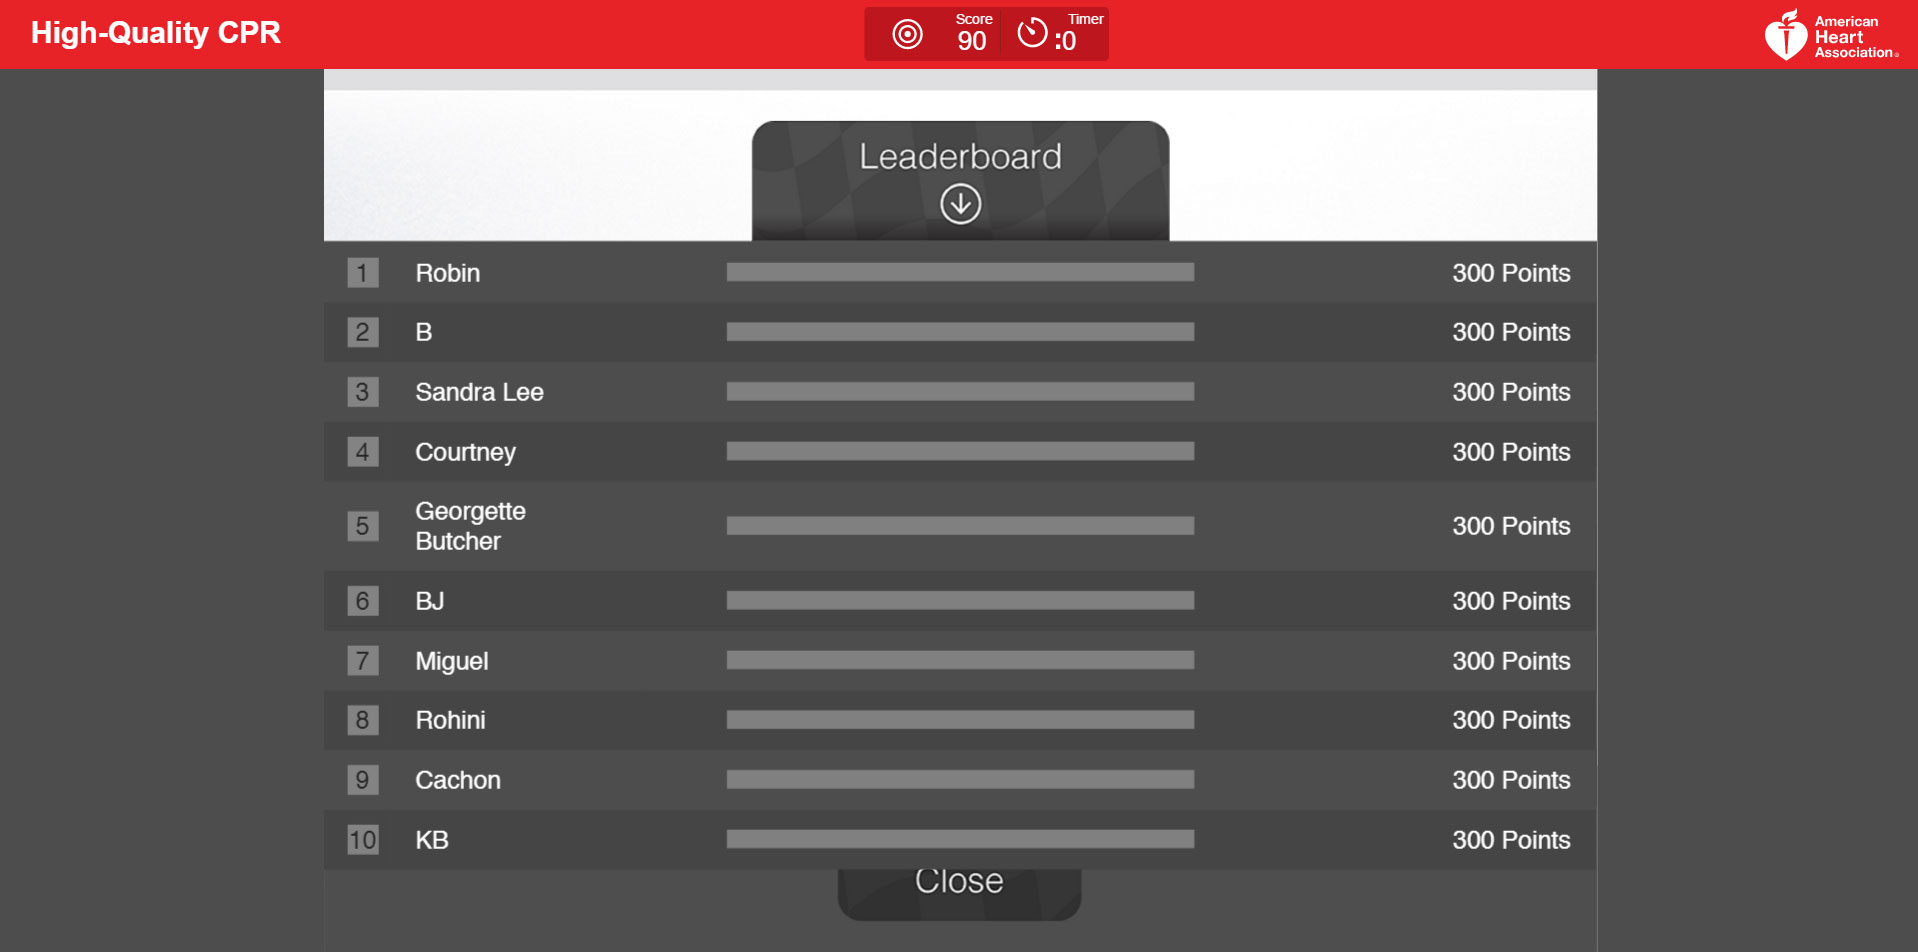 High-Quality CPR
Score
90
Timer
:0
American
Heart
Association®
Leaderboard
1 Robin 300 Points
2 B 300 Points
3 Sandra Lee 300 Points
4 Courtney 300 Points
5 Georgette
Butcher 300 Points
6 BJ 300 Points
7 Miguel 300 Points
8 Rohini 300 Points
9 Cachon 300 Points
10 KB 300 Points
Close